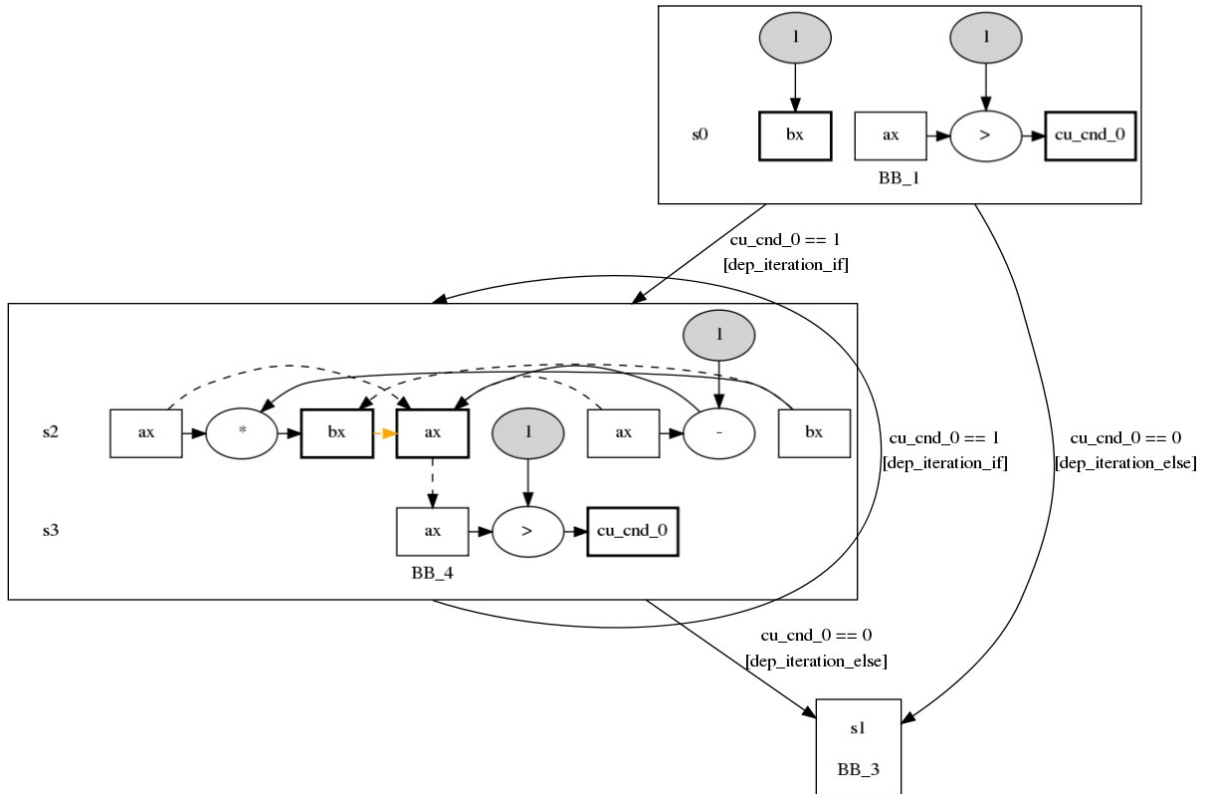 1 1
s0 bx ax > cu_cnd_0
BB_1
cu_cnd_0 == 1
[dep_iteration_if]
1
s2 ax * bx ax 1 ax - bx
cu_cnd_0 == 1
[dep_iteration_if]
cu_cnd_0 == 0
[dep_iteration_else]
s3 ax > cu_cnd_0
BB_4
cu_cnd_0 == 0
[dep_iteration_else]
s1
BB_3